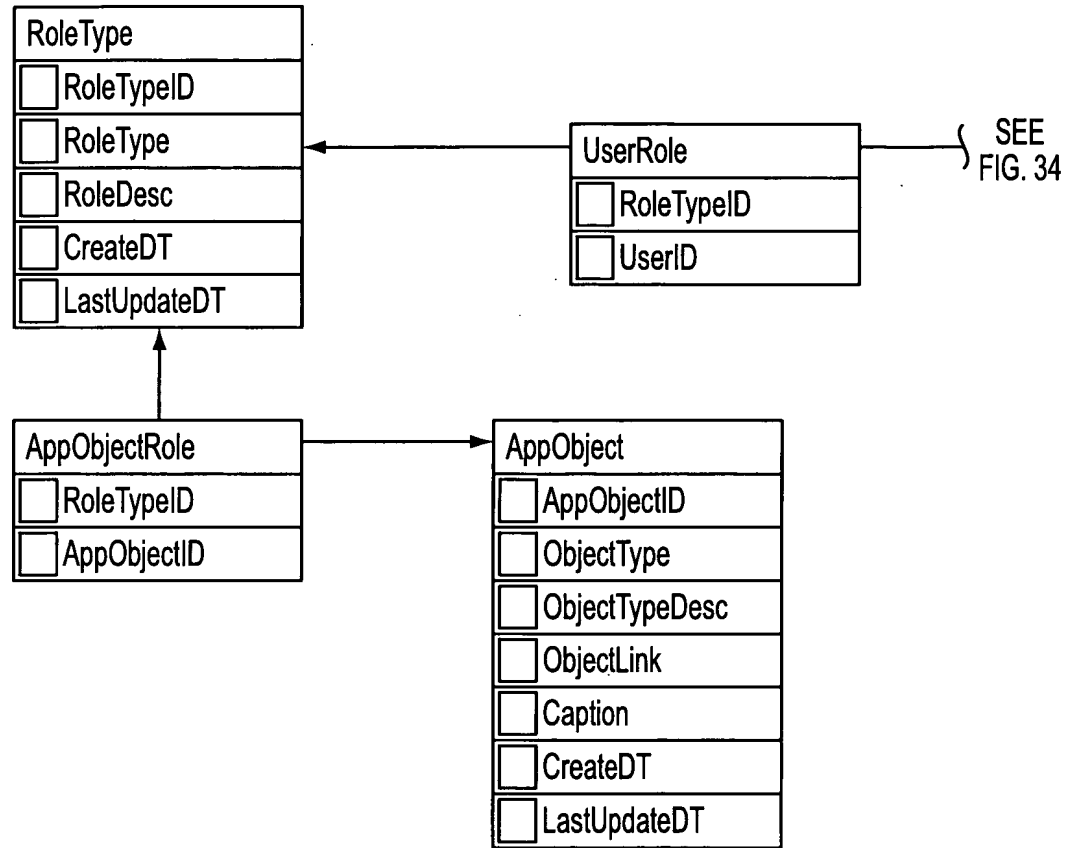 RoleType
RoleTypeID
RoleType
RoleDesc
CreateDT
LastUpdateDT
UserRole
RoleTypeID
UserID
SEE
FIG. 34
AppObjectRole
RoleTypeID
AppObjectID
AppObject
AppObjectID
ObjectType
ObjectTypeDesc
ObjectLink
Caption
CreateDT
LastUpdateDT